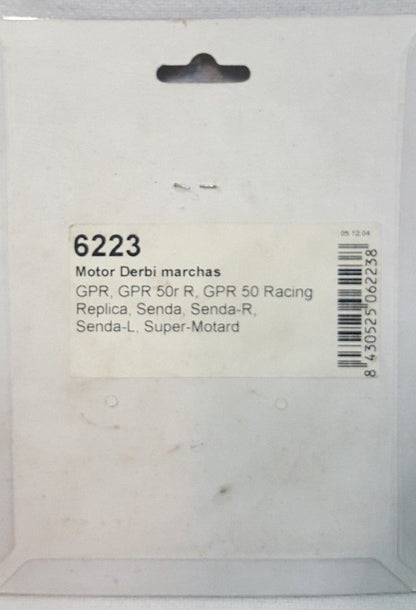 05.12.04
6223
Motor Derbi marchas
GPR, GPR 50r R, GPR 50 Racing
Replica, Senda, Senda-R,
Senda-L, Super-Motard
8 430525 062238